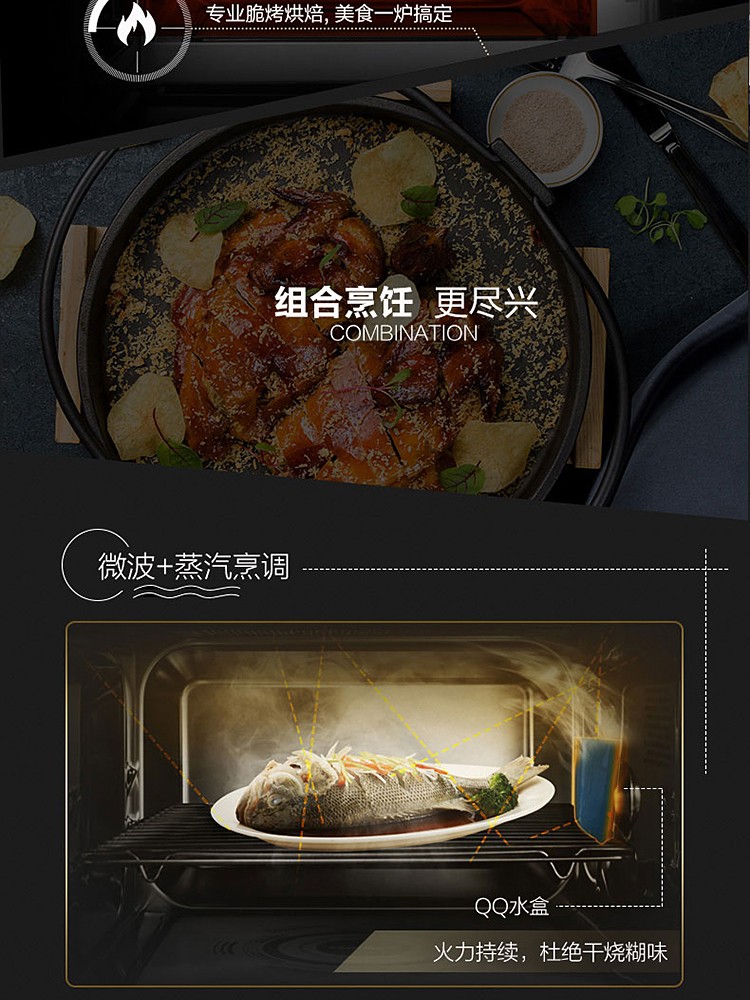 专业脆烤烘焙, 美食一炉搞定
组合烹饪 更尽兴
COMBINATION
微波+蒸汽烹调
QQ水盒
火力持续，杜绝干烧糊味